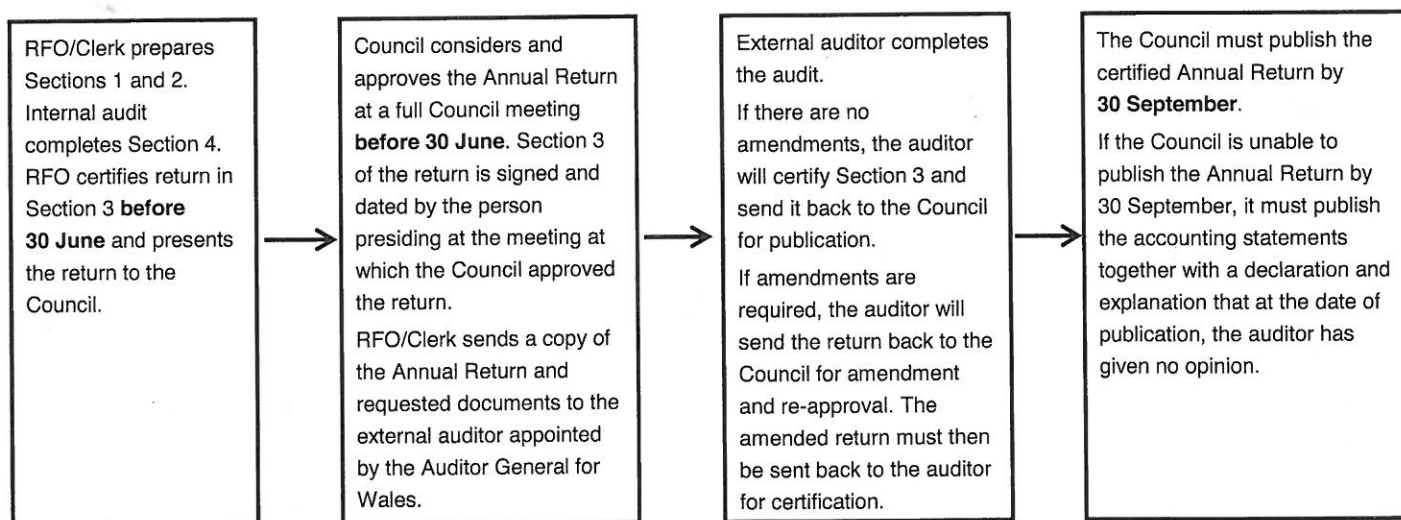 RFO/Clerk prepares
Sections 1 and 2.
Internal audit
completes Section 4.
RFO certifies return in
Section 3 before
30 June and presents
the return to the
Council.
Council considers and
approves the Annual Return
at a full Council meeting
before 30 June. Section 3
of the return is signed and
dated by the person
presiding at the meeting at
which the Council approved
the return.
RFO/Clerk sends a copy of
the Annual Return and
requested documents to the
external auditor appointed
by the Auditor General for
Wales.
External auditor completes
the audit.
If there are no
amendments, the auditor
will certify Section 3 and
send it back to the Council
for publication.
If amendments are
required, the auditor will
send the return back to the
Council for amendment
and re-approval. The
amended return must then
be sent back to the auditor
for certification.
The Council must publish the
certified Annual Return by
30 September.
If the Council is unable to
publish the Annual Return by
30 September, it must publish
the accounting statements
together with a declaration and
explanation that at the date of
publication, the auditor has
given no opinion.